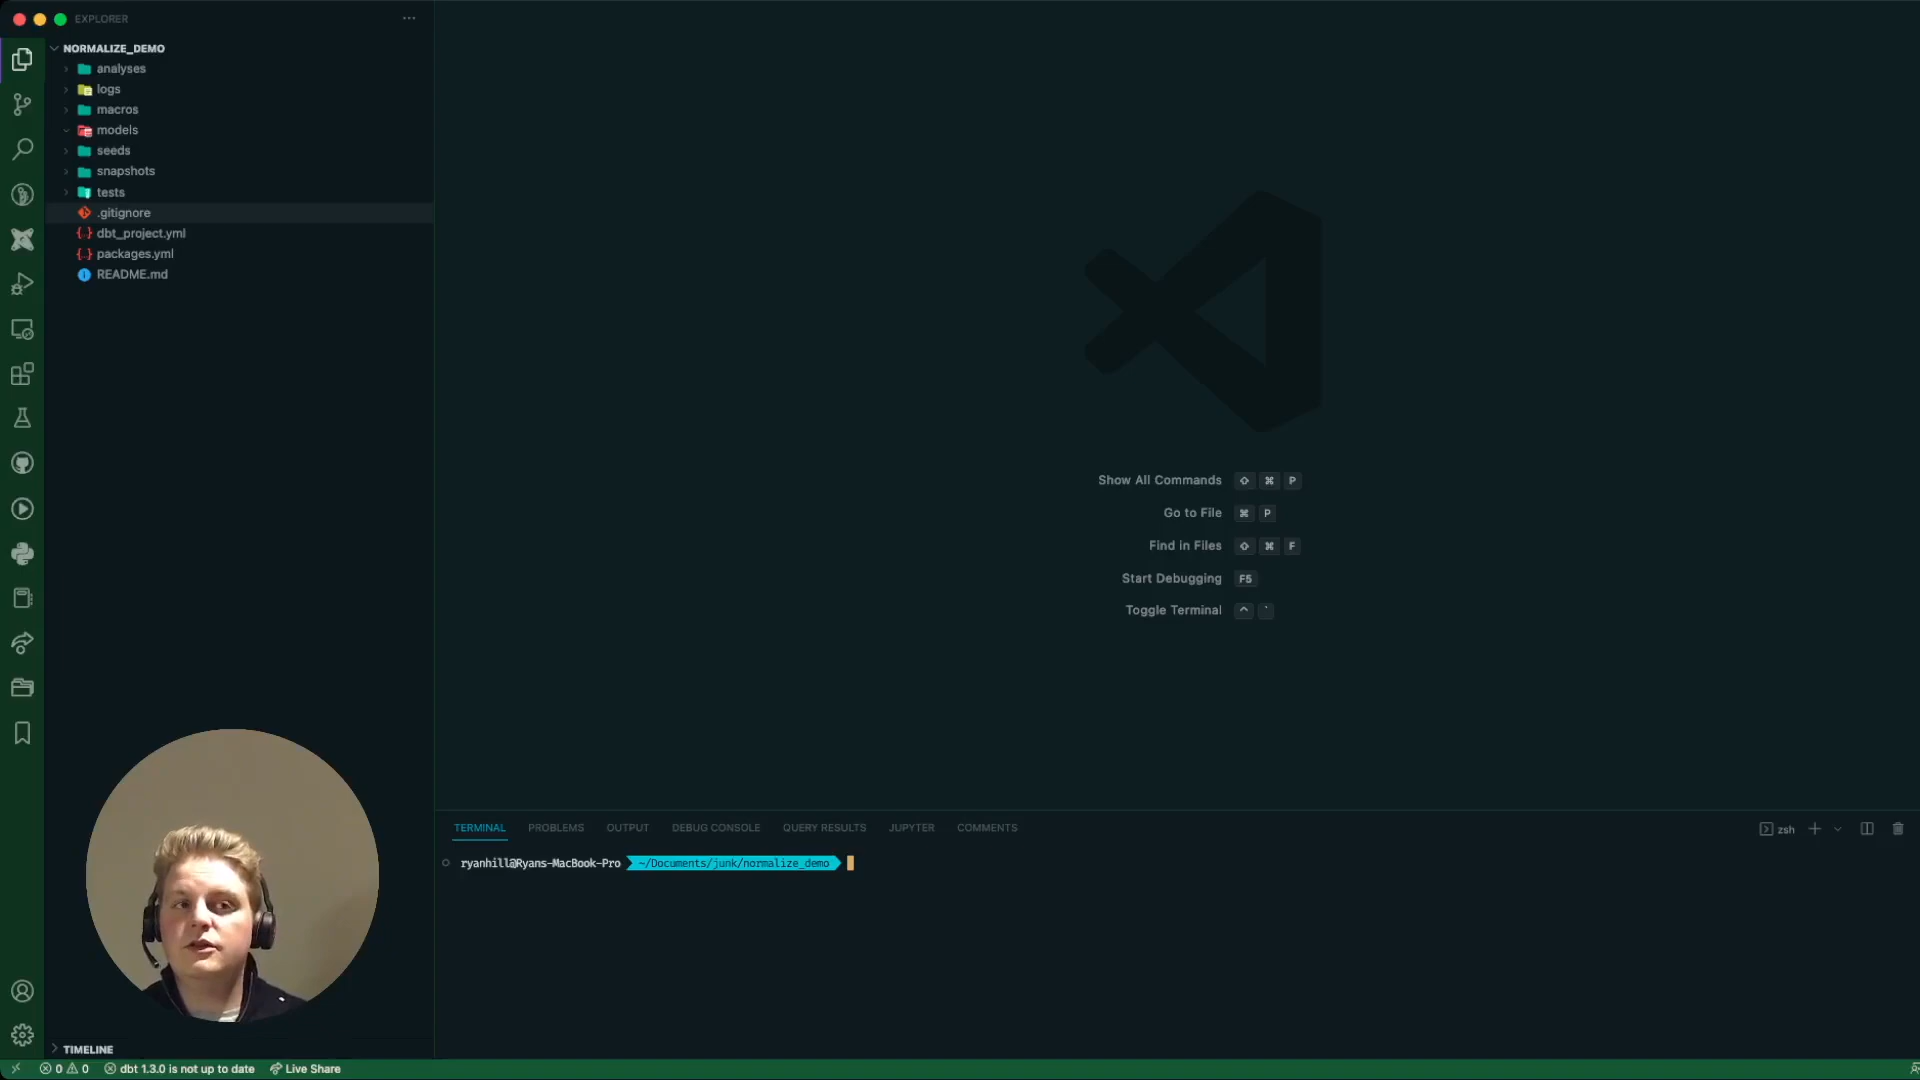 EXPLORER
NORMALIZE_DEMO
analyses
logs
macros
models
seeds
snapshots
tests
.gitignore
dbt_project.yml
packages.yml
README.md
Show All Commands ⇧ ⌘ P
Go to File ⌘ P
Find in Files ⇧ ⌘ F
Start Debugging F5
Toggle Terminal ^ `
TERMINAL PROBLEMS OUTPUT DEBUG CONSOLE QUERY RESULTS JUPYTER COMMENTS
zsh
ryanhill@Ryans-MacBook-Pro ~/Documents/junk/normalize_demo
TIMELINE
0 0 dbt 1.3.0 is not up to date Live Share